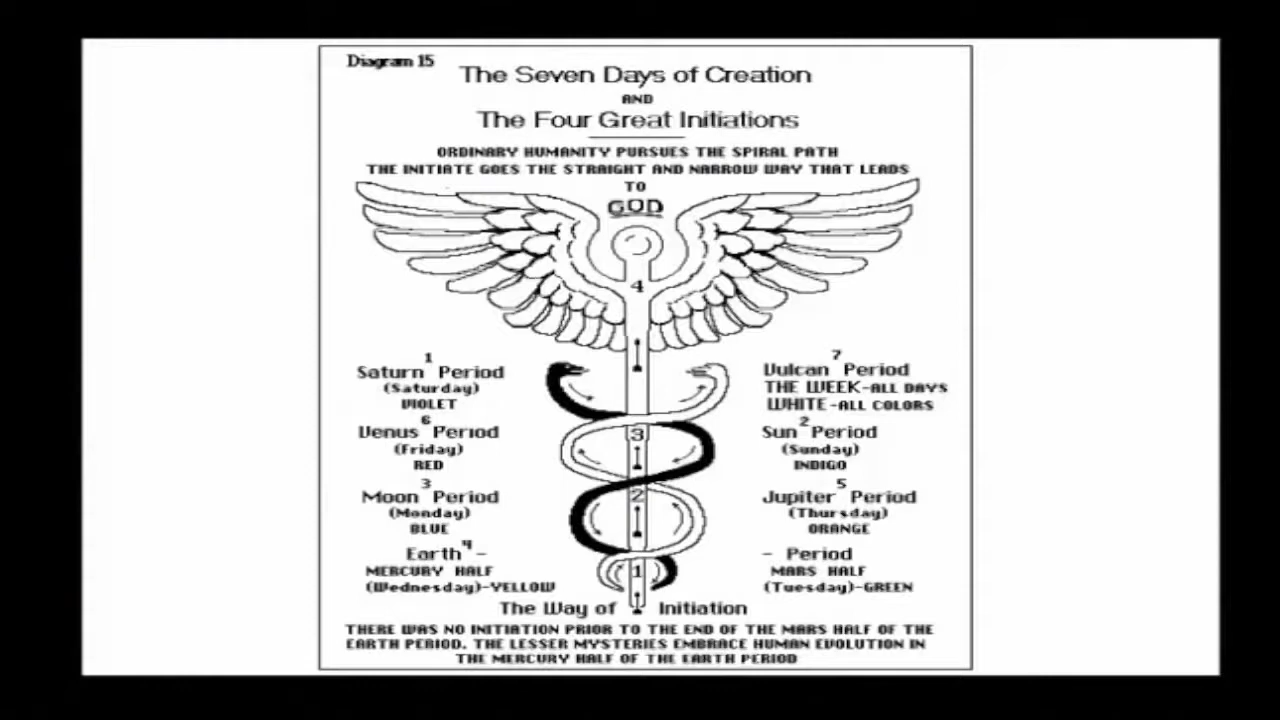 Diagram 15
The Seven Days of Creation
AND
The Four Great Initiations
ORDINARY HUMANITY PURSUES THE SPIRAL PATH
THE INITIATE GOES THE STRAIGHT AND NARROW WAY THAT LEADS
TO
GOD
4
1
Saturn Period
(Saturday)
VIOLET
7
Vulcan Period
THE WEEK-ALL DAYS
WHITE-ALL COLORS
6
Venus Period
(Friday)
RED
3
2
Sun Period
(Sunday)
INDIGO
3
Moon Period
(Monday)
BLUE
2
5
Jupiter Period
(Thursday)
ORANGE
4
Earth -
MERCURY HALF
(Wednesday)-YELLOW
1
- Period
MARS HALF
(Tuesday)-GREEN
The Way of Initiation
THERE WAS NO INITIATION PRIOR TO THE END OF THE MARS HALF OF THE
EARTH PERIOD. THE LESSER MYSTERIES EMBRACE HUMAN EVOLUTION IN
THE MERCURY HALF OF THE EARTH PERIOD